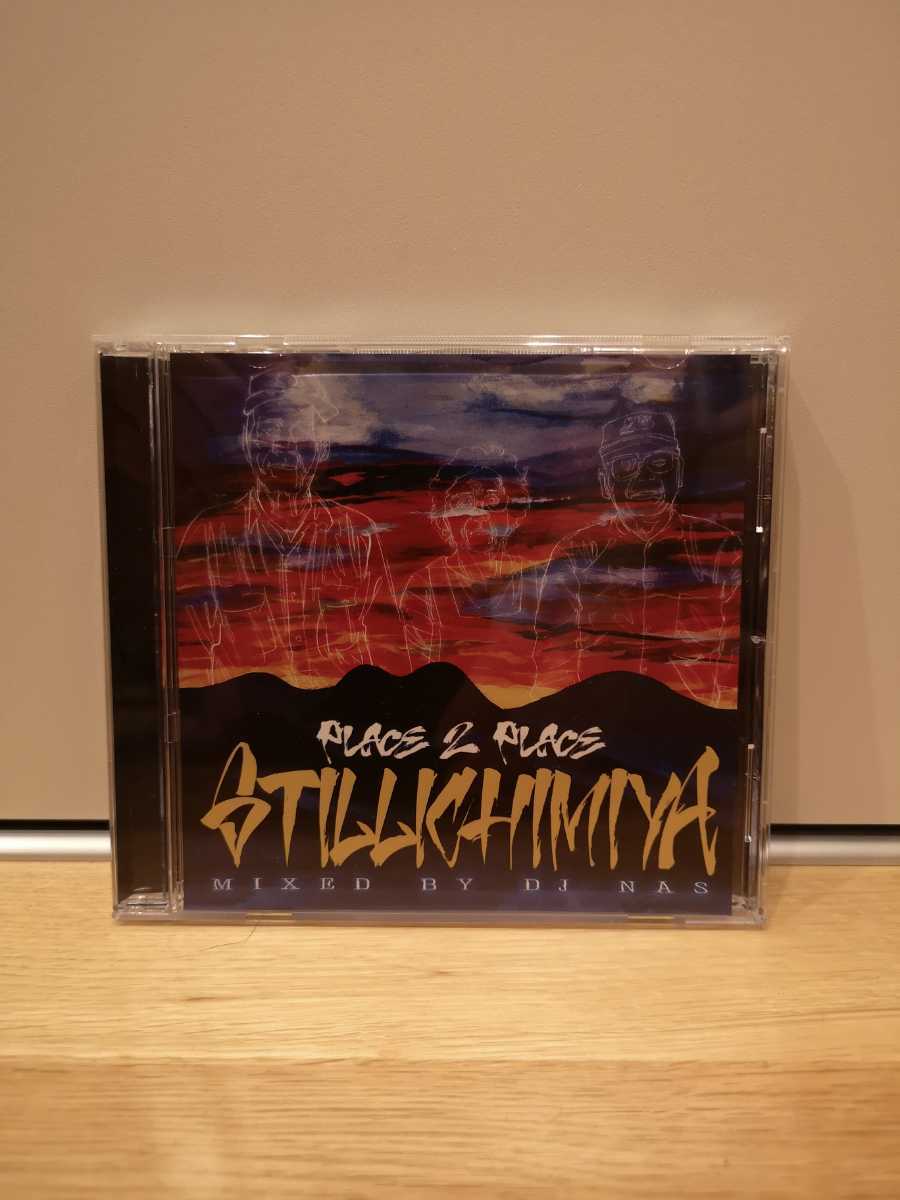 PLACE 2 PLACE
STILLICHIMIYA
MIXED BY DJ NAS